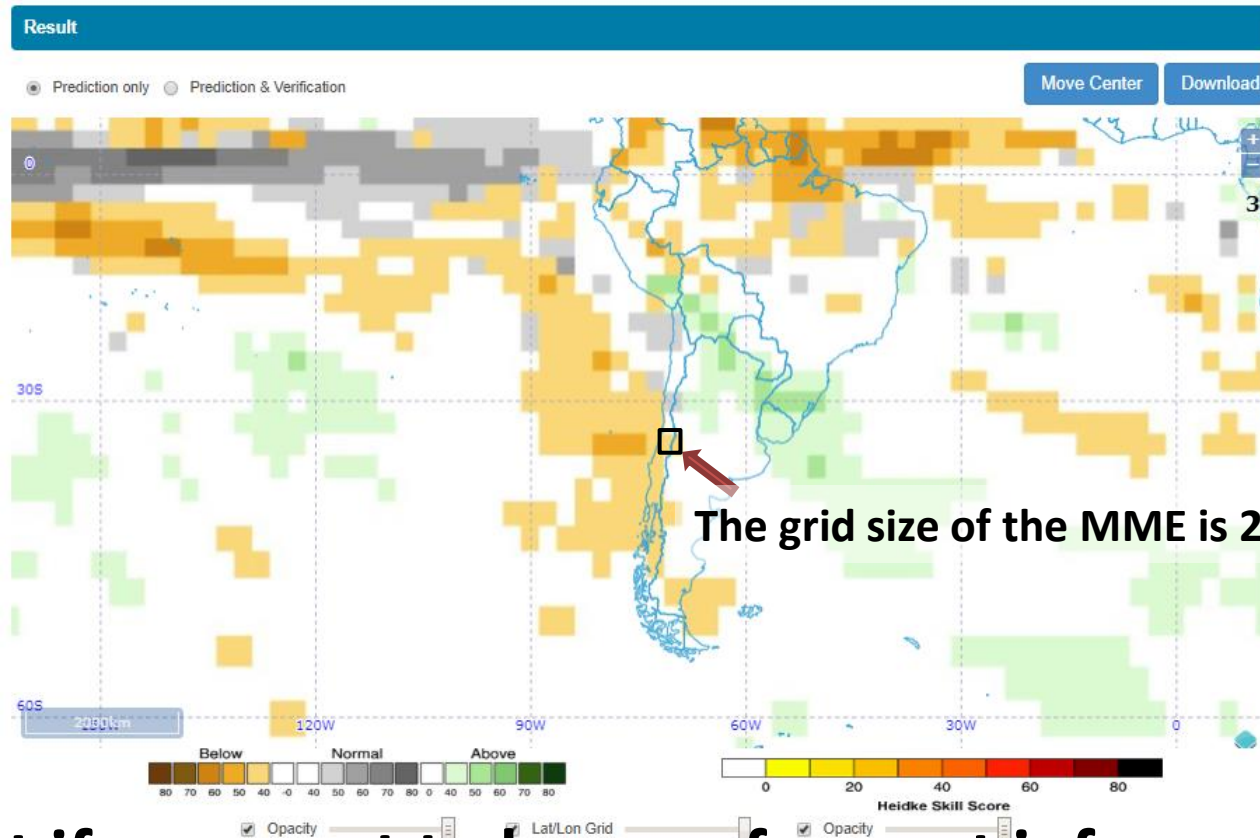 Result
Prediction only Prediction & Verification Move Center Download
0
3
30S
The grid size of the MME is 2
60S
2000km 120W 90W 60W 30W 0
Below Normal Above
80 70 60 50 40 -0 40 50 60 70 80 0 40 50 60 70 80
0 20 40 60 80
Heidke Skill Score
Opacity Lat/Lon Grid Opacity